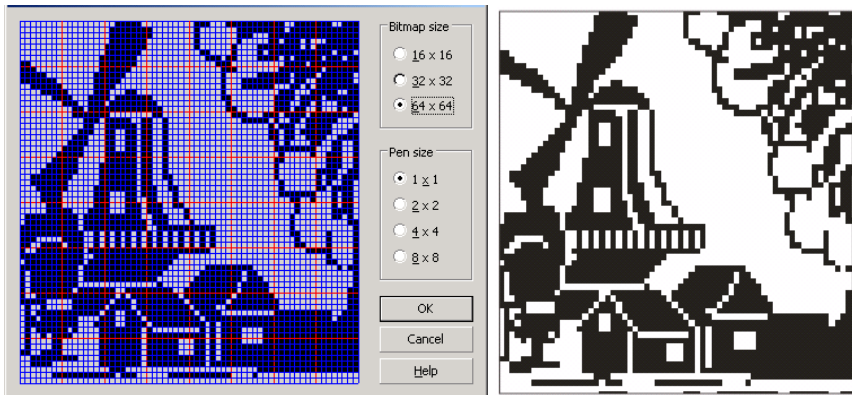 Bitmap size
16 x 16
32 x 32
64 x 64
Pen size
1 x 1
2 x 2
4 x 4
8 x 8
OK
Cancel
Help